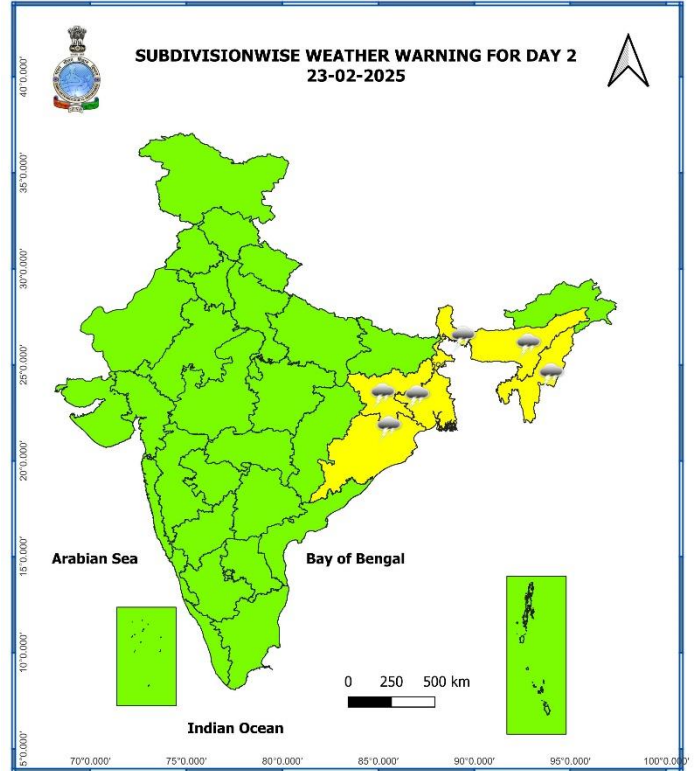 SUBDIVISIONWISE WEATHER WARNING FOR DAY 2
23-02-2025
40°0.000'
35°0.000'
30°0.000'
25°0.000'
20°0.000'
15°0.000'
10°0.000'
5°0.000'
Arabian Sea
Bay of Bengal
0 250 500 km
Indian Ocean
70°0.000' 75°0.000' 80°0.000' 85°0.000' 90°0.000' 95°0.000' 100°0.000'